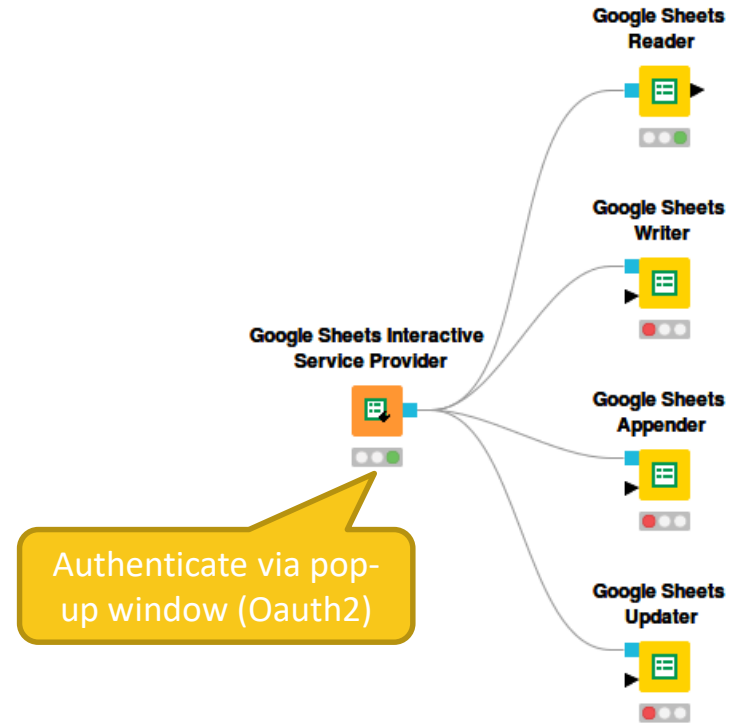 Google Sheets
Reader
Google Sheets
Writer
Google Sheets Interactive
Service Provider
Google Sheets
Appender
Authenticate via pop-
up window (Oauth2)
Google Sheets
Updater